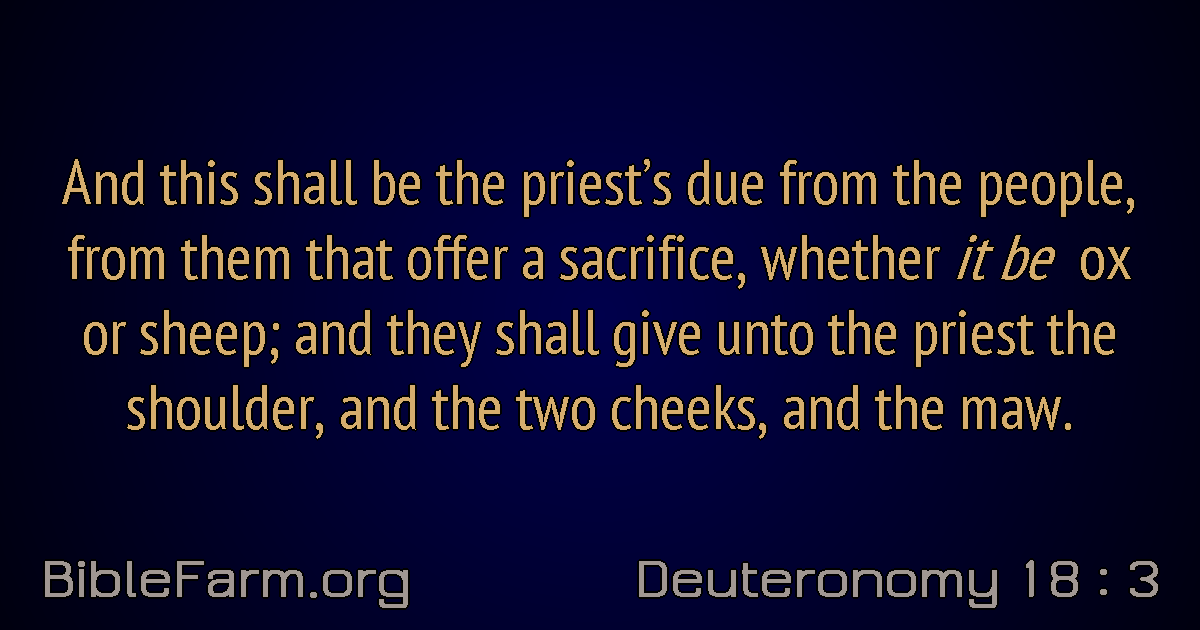 And this shall be the priest’s due from the people,
from them that offer a sacrifice, whether it be ox
or sheep; and they shall give unto the priest the
shoulder, and the two cheeks, and the maw.
BibleFarm.org
Deuteronomy 18 : 3